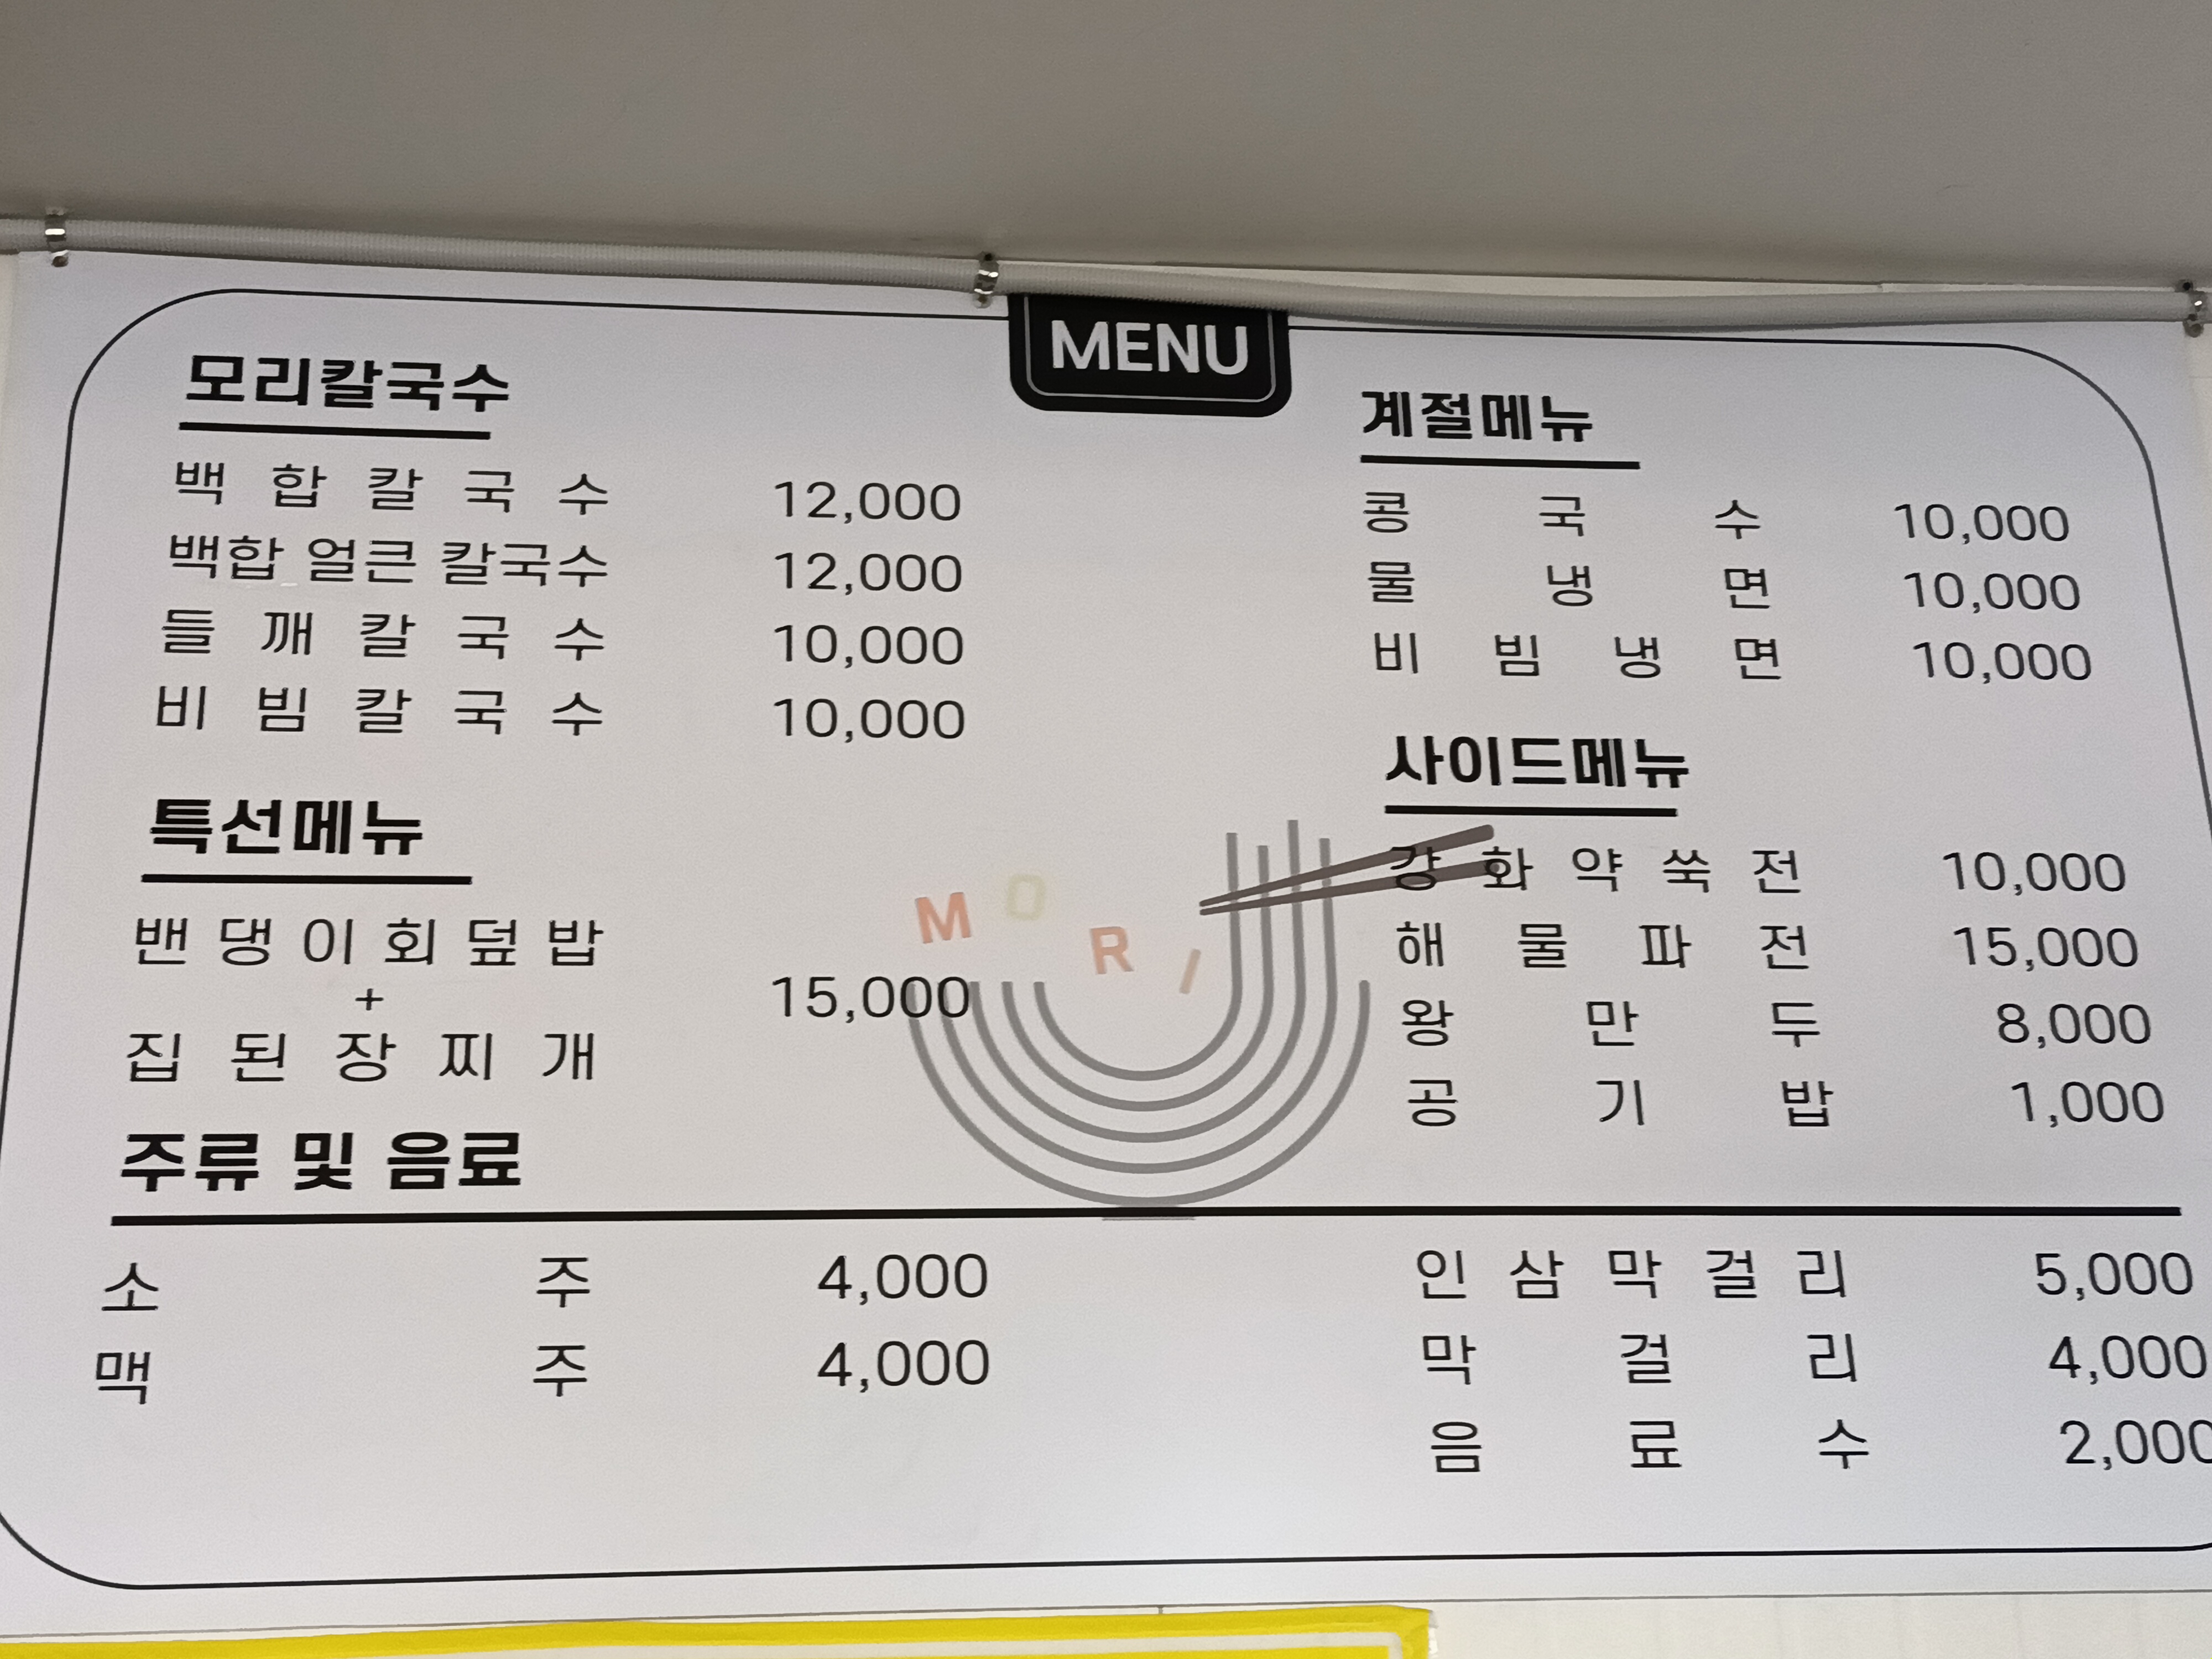 MENU
모리칼국수
백합칼국수 12,000
백합 얼큰 칼국수 12,000
들깨칼국수 10,000
비빔칼국수 10,000
특선메뉴
밴댕이회덮밥
+
15,000
집된장찌개
계절메뉴
콩국수 10,000
물냉면 10,000
비빔냉면 10,000
사이드메뉴
강화약쑥전 10,000
해물파전 15,000
왕만두 8,000
공기밥 1,000
MORI
주류 및 음료
소주 4,000
맥주 4,000
인삼막걸리 5,000
막걸리 4,000
음료수 2,000